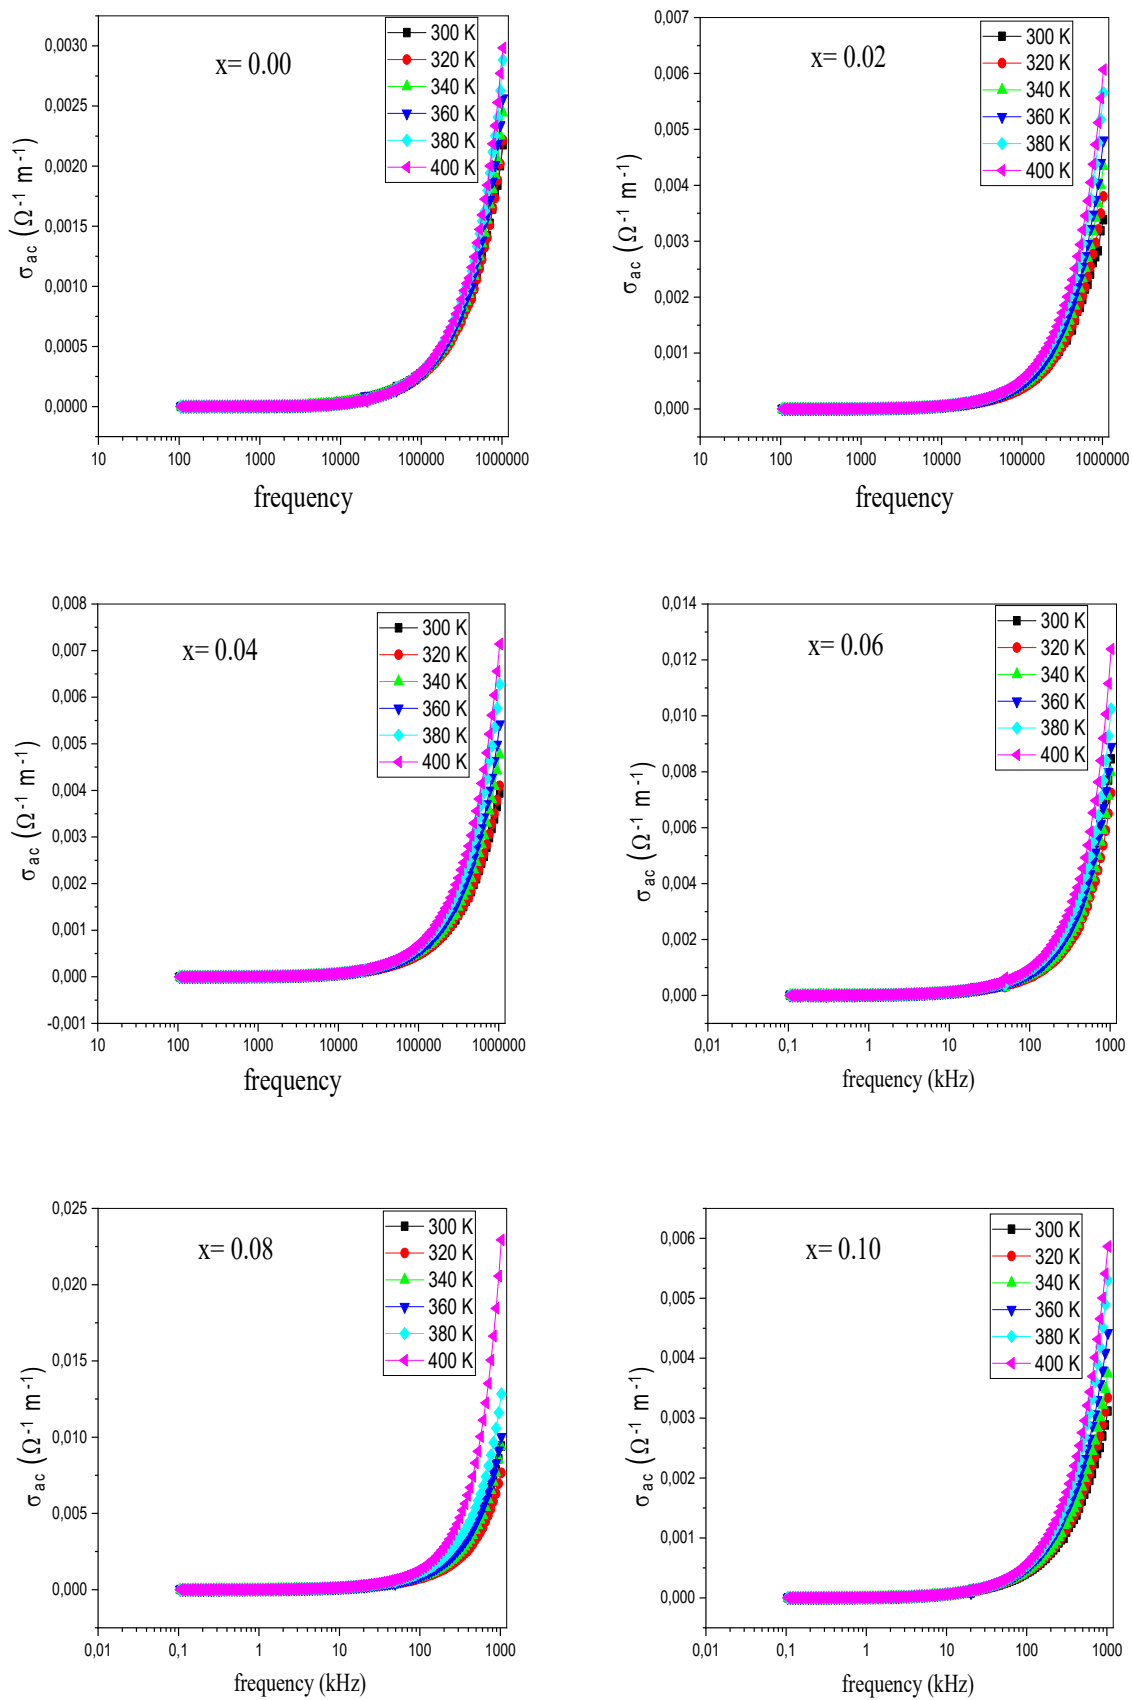 x= 0.00
300 K
320 K
340 K
360 K
380 K
400 K
σac (Ω-1 m-1)
0,0030
0,0025
0,0020
0,0015
0,0010
0,0005
0,0000
10 100 1000 10000 100000 1000000
frequency
x= 0.02
300 K
320 K
340 K
360 K
380 K
400 K
σac (Ω-1 m-1)
0,007
0,006
0,005
0,004
0,003
0,002
0,001
0,000
10 100 1000 10000 100000 1000000
frequency
x= 0.04
300 K
320 K
340 K
360 K
380 K
400 K
σac (Ω-1 m-1)
0,008
0,007
0,006
0,005
0,004
0,003
0,002
0,001
0,000
-0,001
10 100 1000 10000 100000 1000000
frequency
x= 0.06
300 K
320 K
340 K
360 K
380 K
400 K
σac (Ω-1 m-1)
0,014
0,012
0,010
0,008
0,006
0,004
0,002
0,000
0,01 0,1 1 10 100 1000
frequency (kHz)
x= 0.08
300 K
320 K
340 K
360 K
380 K
400 K
σac (Ω-1 m-1)
0,025
0,020
0,015
0,010
0,005
0,000
0,01 0,1 1 10 100 1000
frequency (kHz)
x= 0.10
300 K
320 K
340 K
360 K
380 K
400 K
σac (Ω-1 m-1)
0,006
0,005
0,004
0,003
0,002
0,001
0,000
0,01 0,1 1 10 100 1000
frequency (kHz)